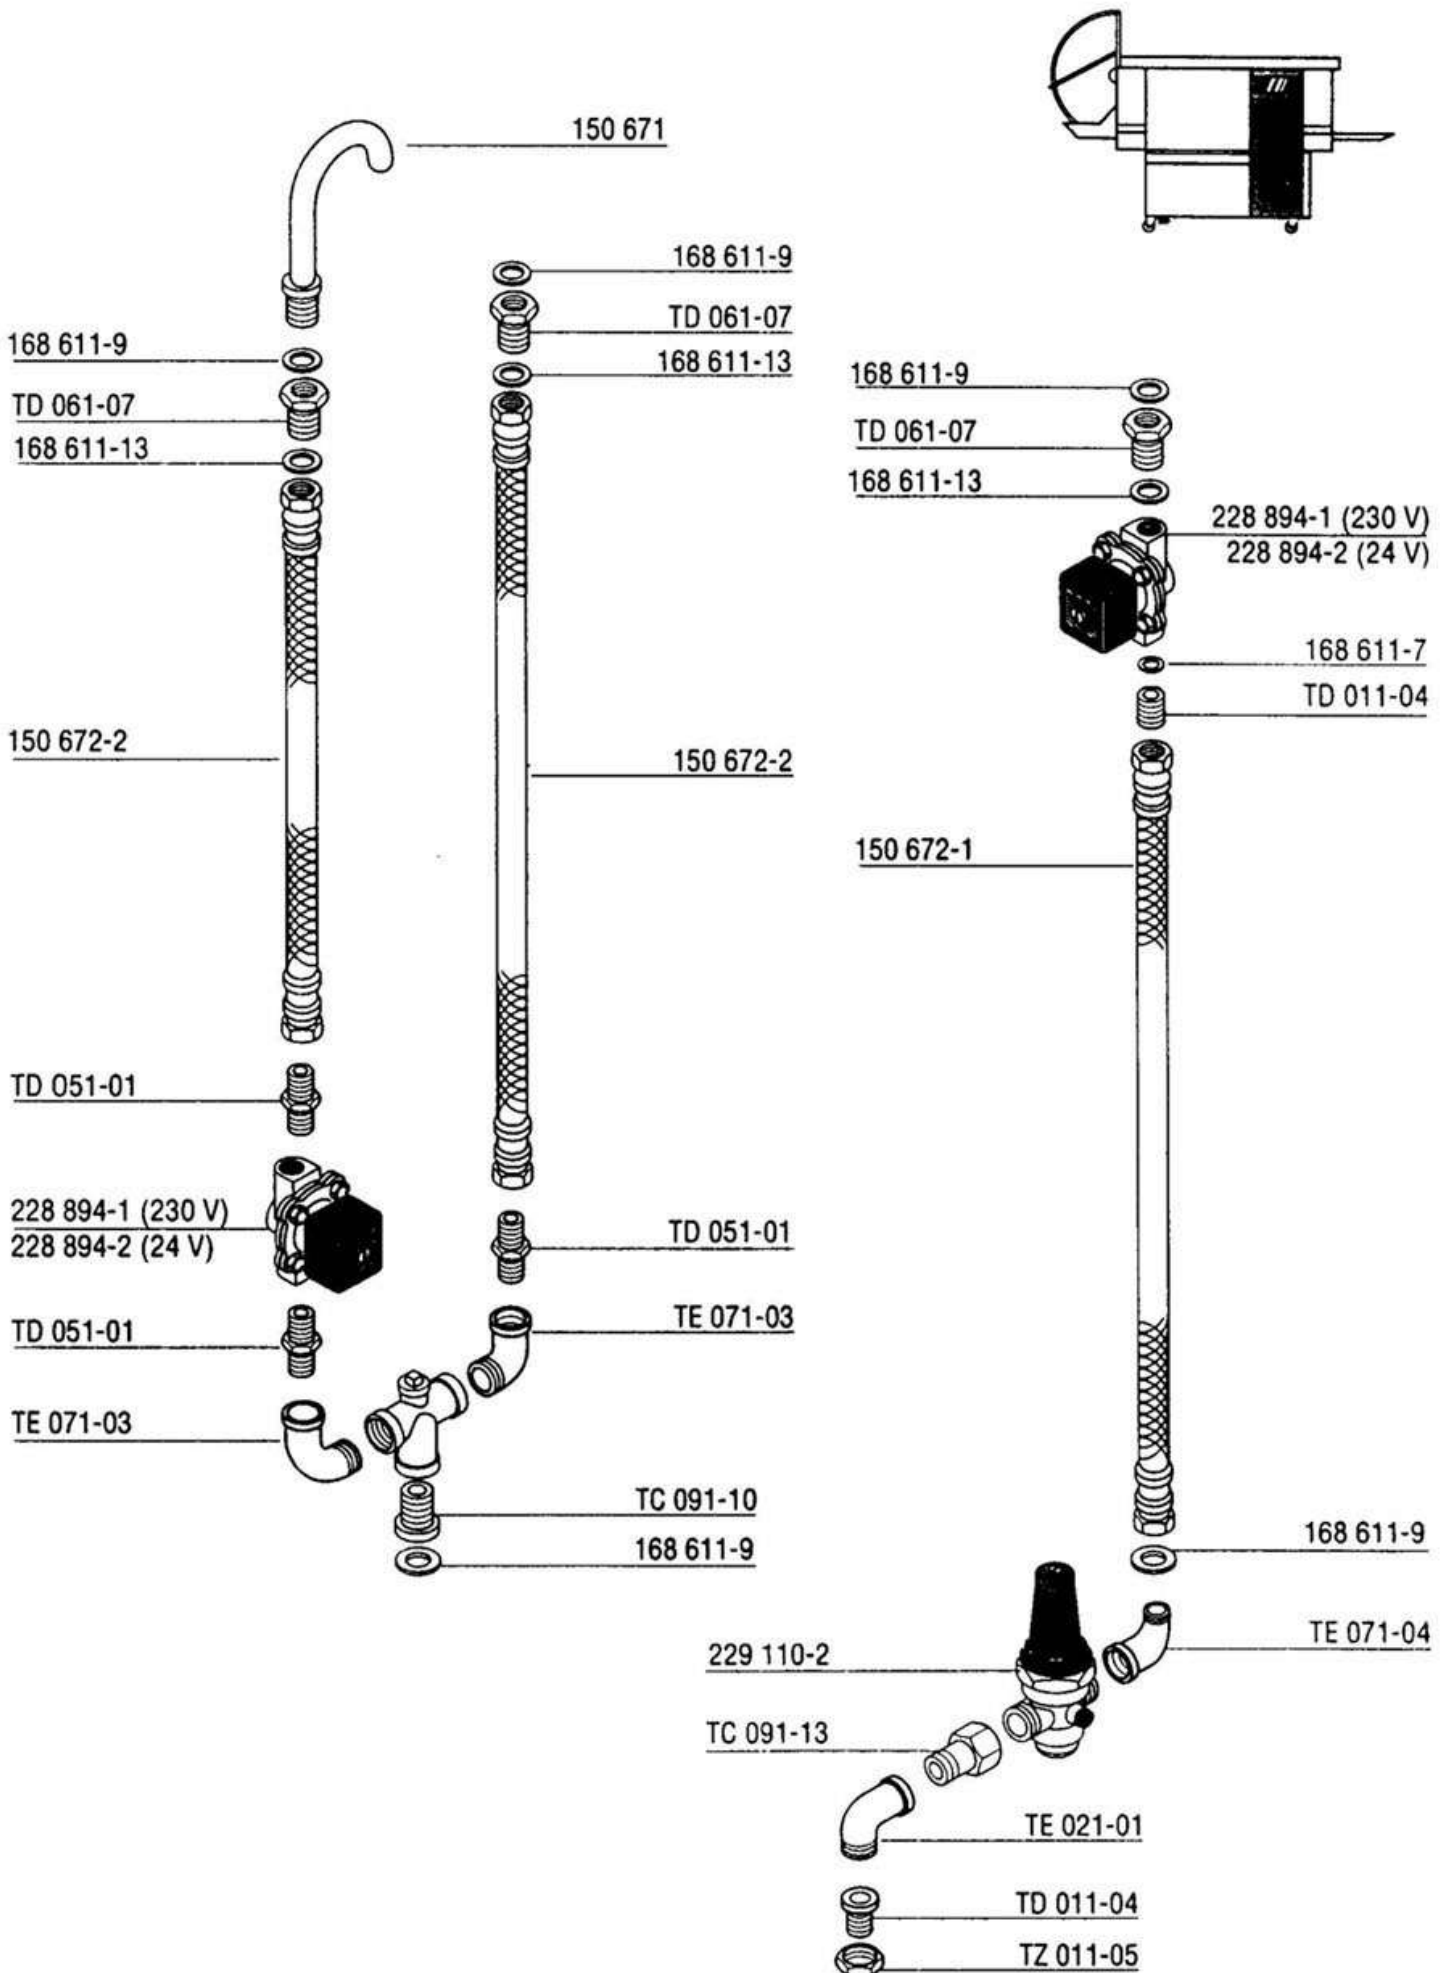 150 671
168 611-9
TD 061-07
168 611-13
150 672-2
TD O51-01
228 894-1 (230 V)
228 894-2 (24 V)
TD 051-01
TE 071-03
168 611-9
TD 061-07
168 611-13
150 672-2
TD 051-01
TE 071-03
TC 091-10
168 611-9
168 611-9
TD 061-07
168 611-13
228 894-1 (230 V)
228 894-2 (24 V)
168 611-7
TD 011-04
150 672-1
168 611-9
TE 071-04
229 110-2
TC 091-13
TE 021-01
TD 011-04
TZ 011-05